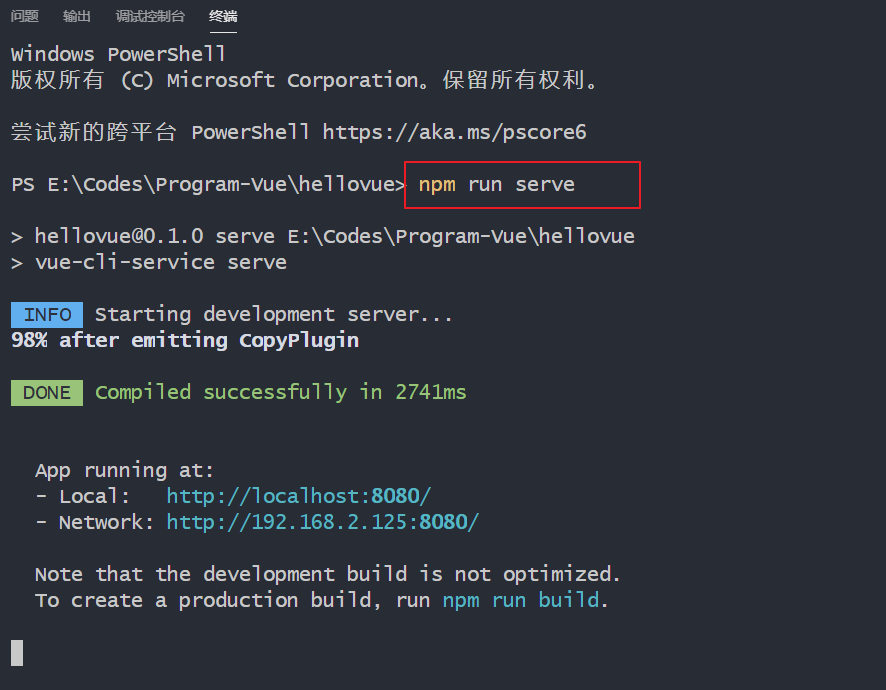 问题 输出 调试控制台 终端
Windows PowerShell
版权所有 (C) Microsoft Corporation。保留所有权利。
尝试新的跨平台 PowerShell https://aka.ms/pscore6
PS E:\Codes\Program-Vue\hellovue> npm run serve
> hellovue@0.1.0 serve E:\Codes\Program-Vue\hellovue
> vue-cli-service serve
INFO Starting development server...
98% after emitting CopyPlugin
DONE Compiled successfully in 2741ms
App running at:
- Local: http://localhost:8080/
- Network: http://192.168.2.125:8080/
Note that the development build is not optimized.
To create a production build, run npm run build.